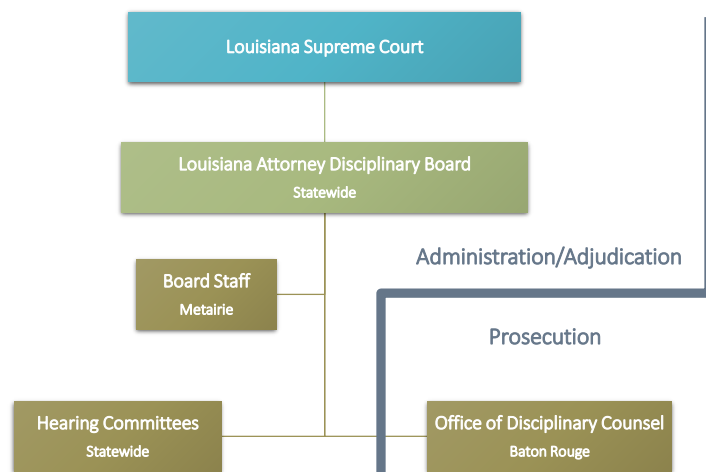 Louisiana Supreme Court
Louisiana Attorney Disciplinary Board
Statewide
Administration/Adjudication
Board Staff
Metairie
Prosecution
Hearing Committees
Statewide
Office of Disciplinary Counsel
Baton Rouge